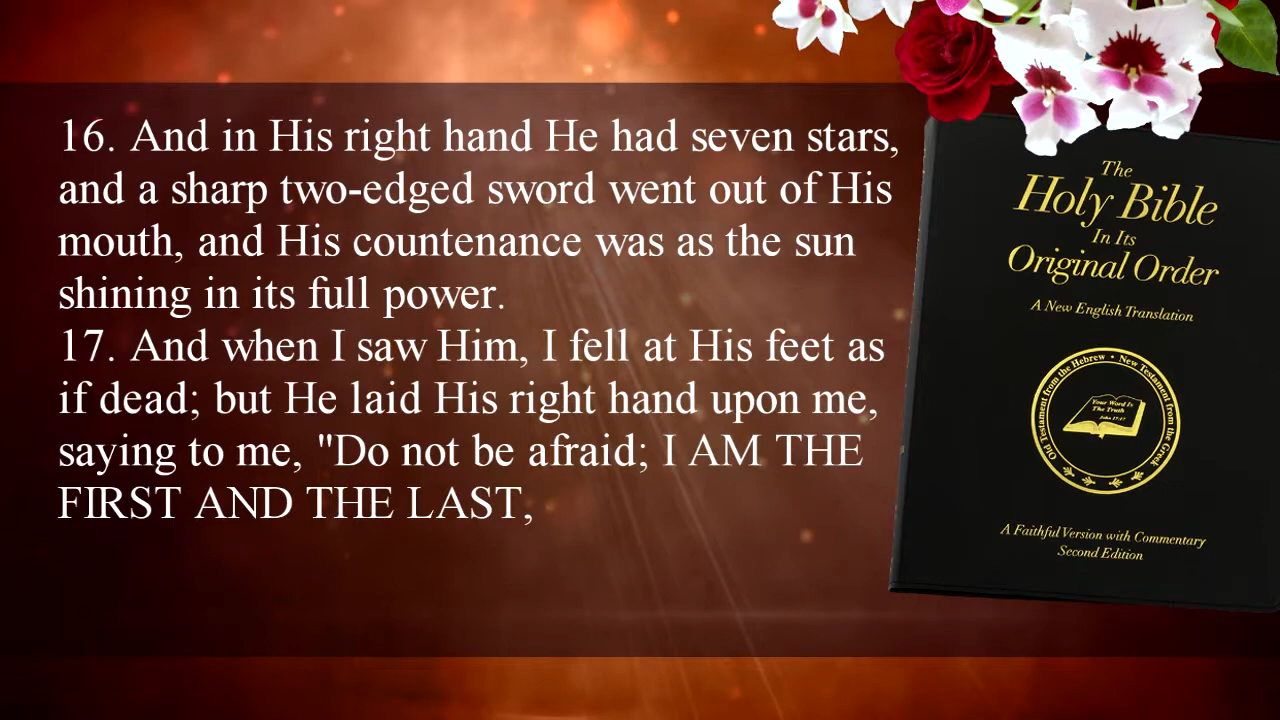 16. And in His right hand He had seven stars,
and a sharp two-edged sword went out of His
mouth, and His countenance was as the sun
shining in its full power.
17. And when I saw Him, I fell at His feet as
if dead; but He laid His right hand upon me,
saying to me, "Do not be afraid; I AM THE
FIRST AND THE LAST,
The
Holy Bible
In Its
Original Order
A New English Translation
Old Testament from the Hebrew • New Testament from the Greek
Your Word Is
The Truth
John 17:17
A Faithful Version with Commentary
Second Edition